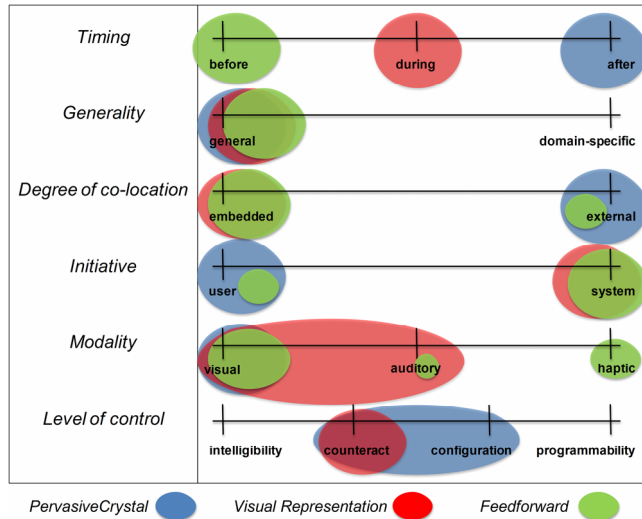 Timing
before during after
Generality
general domain-specific
Degree of co-location
embedded external
Initiative
user system
Modality
visual auditory haptic
Level of control
intelligibility counteract configuration programmability
PervasiveCrystal Visual Representation Feedforward